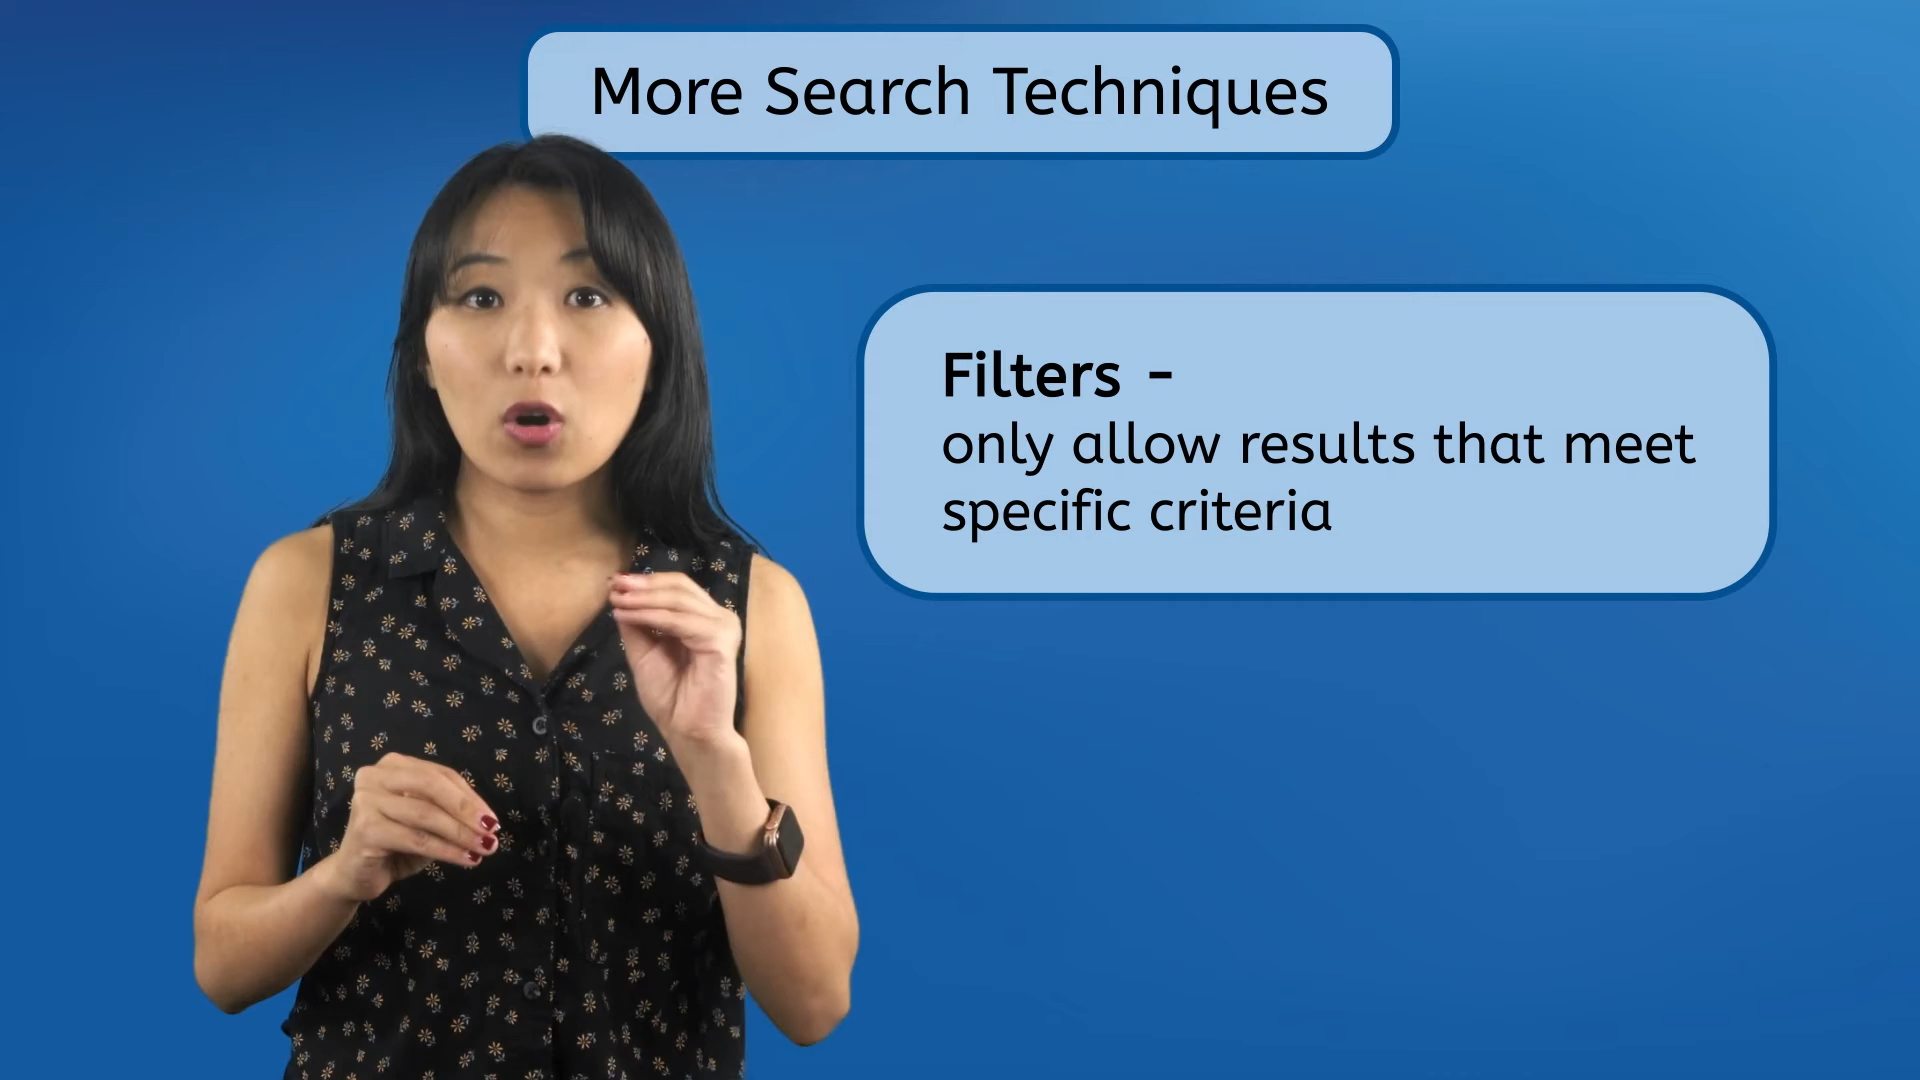 More Search Techniques
Filters -
only allow results that meet
specific criteria